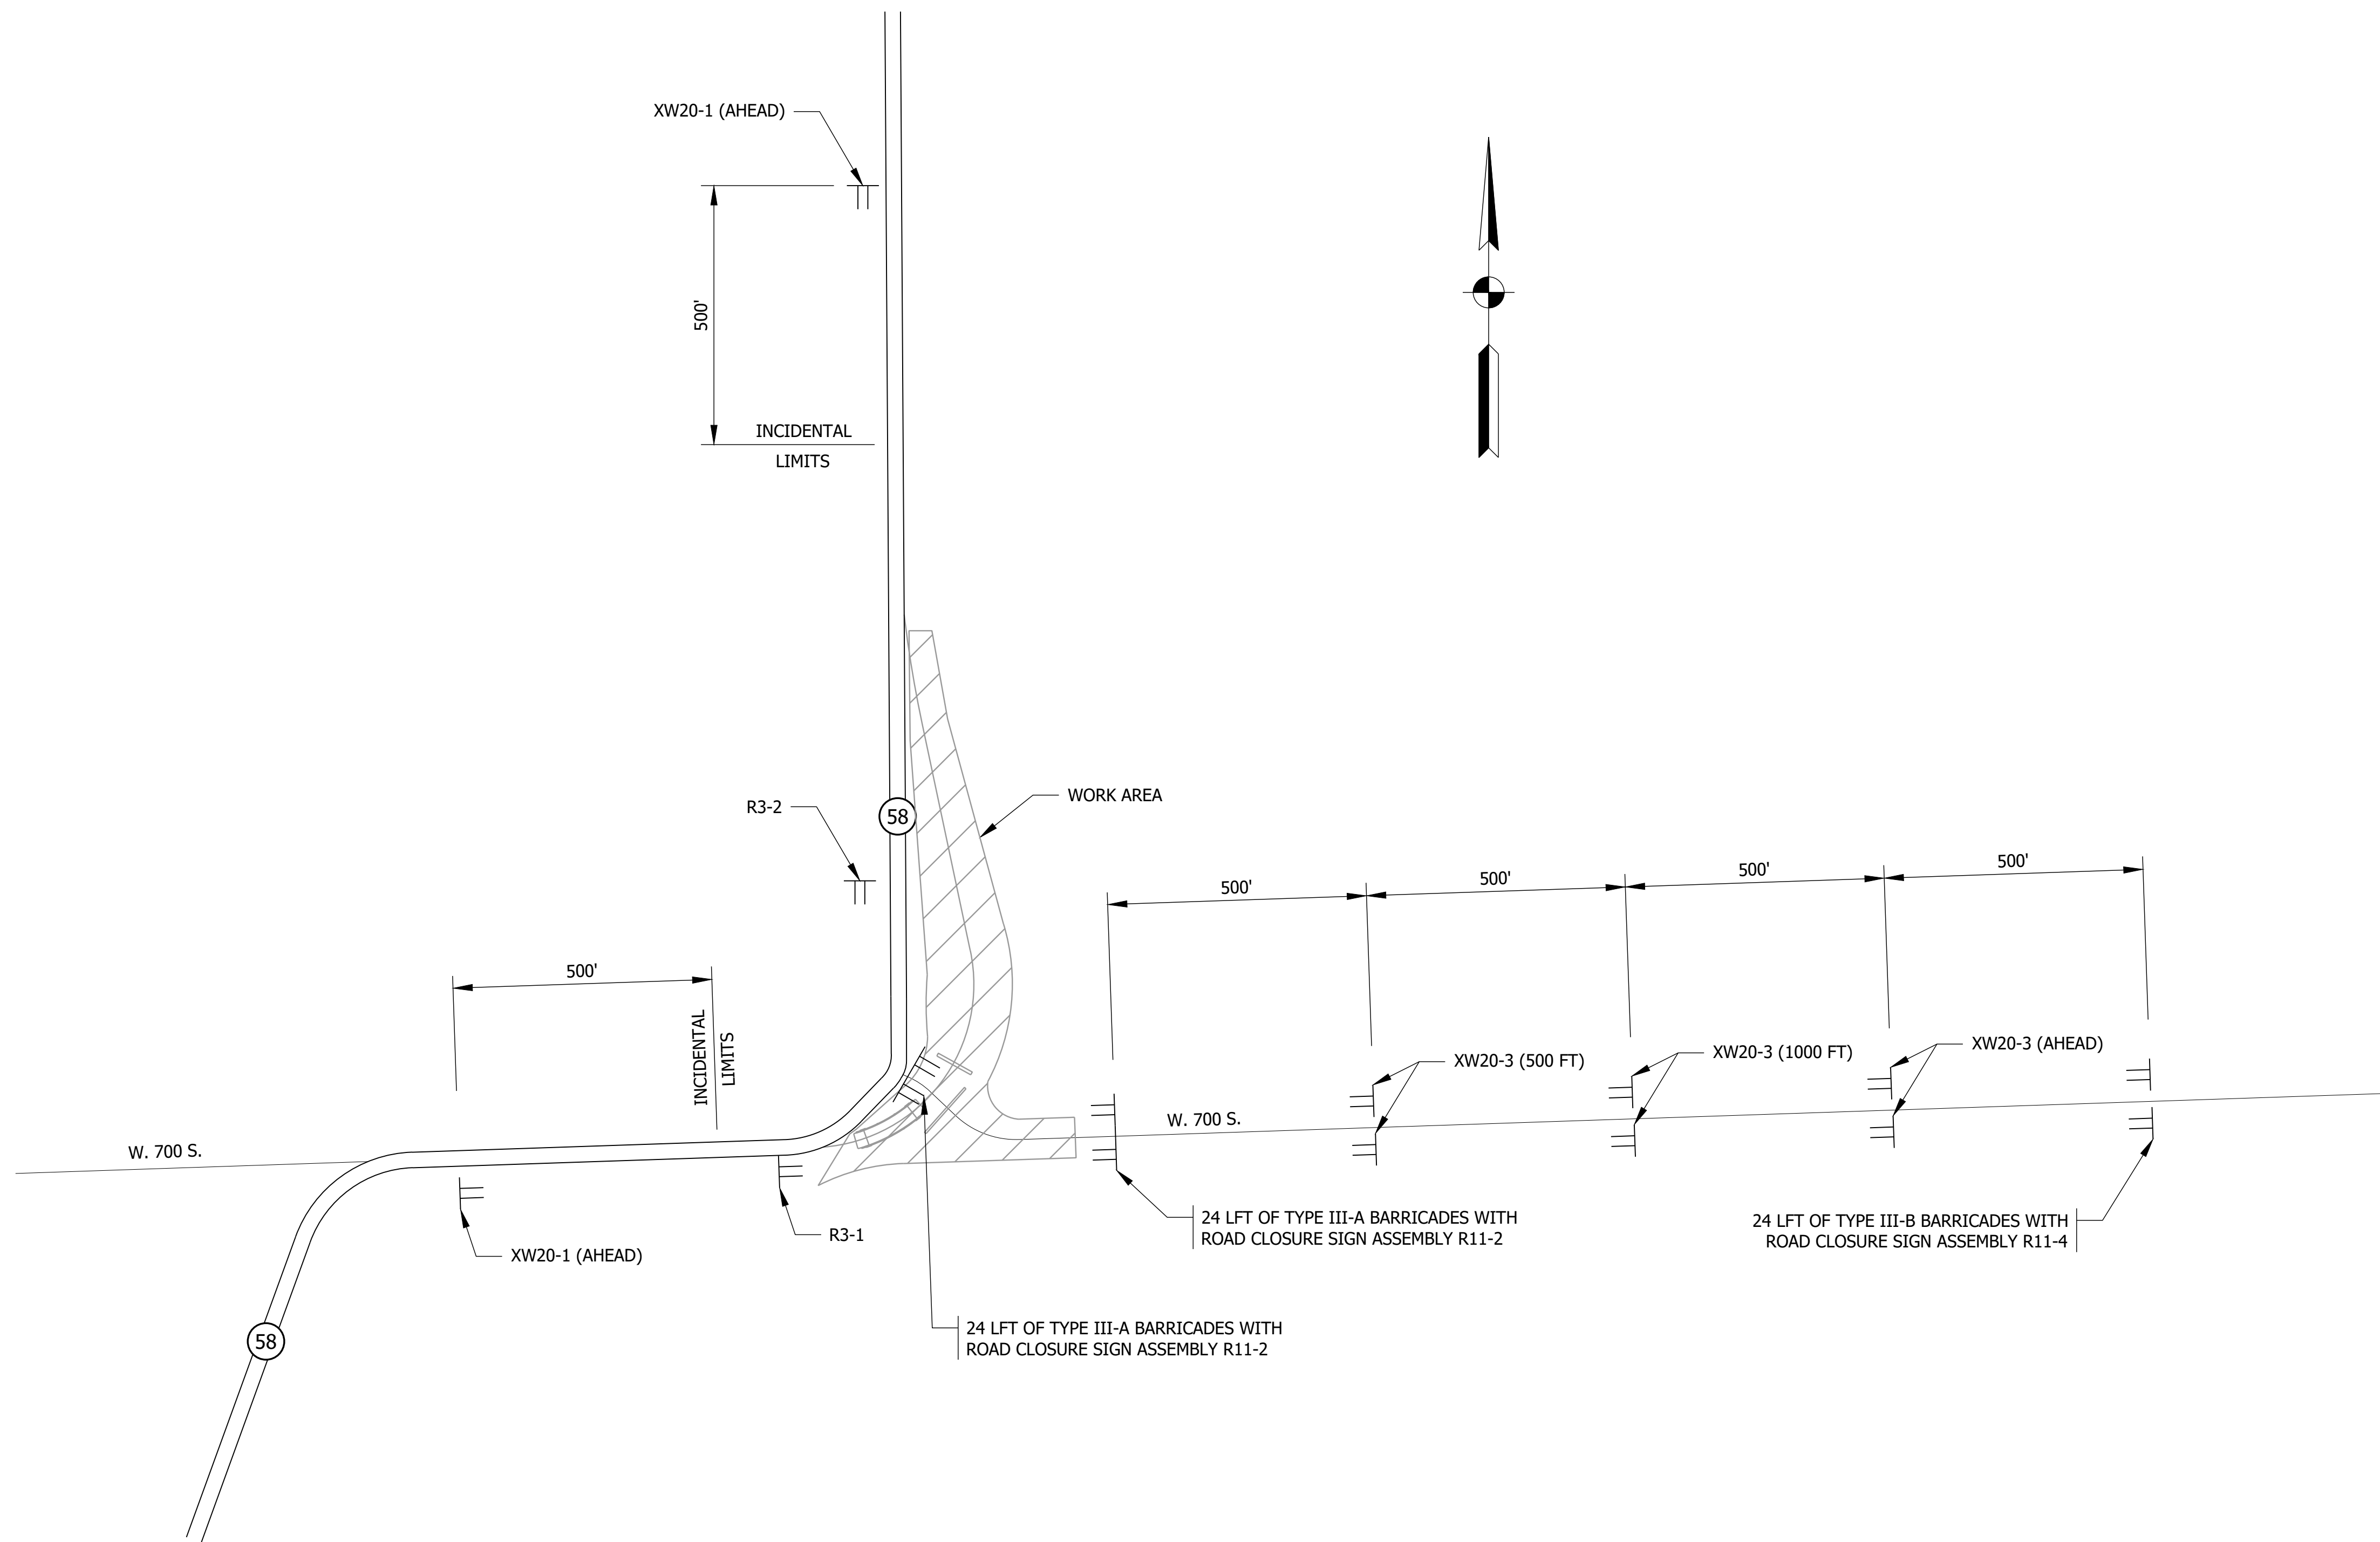 XW20-1 (AHEAD)
500'
INCIDENTAL
LIMITS
WORK AREA
R3-2
58
500'
500'
500'
500'
500'
INCIDENTAL
LIMITS
XW20-3 (AHEAD)
XW20-3 (1000 FT)
XW20-3 (500 FT)
W. 700 S.
W. 700 S.
R3-1
XW20-1 (AHEAD)
24 LFT OF TYPE III-A BARRICADES WITH
ROAD CLOSURE SIGN ASSEMBLY R11-2
24 LFT OF TYPE III-B BARRICADES WITH
ROAD CLOSURE SIGN ASSEMBLY R11-4
58
24 LFT OF TYPE III-A BARRICADES WITH
ROAD CLOSURE SIGN ASSEMBLY R11-2